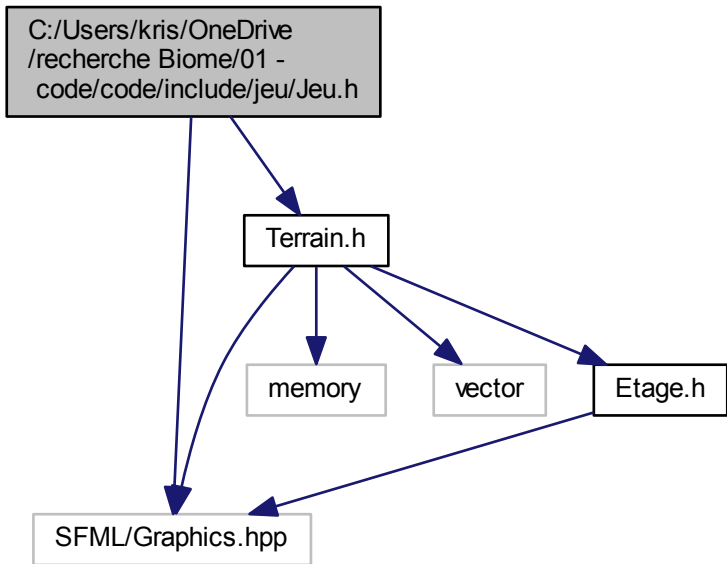 C:/Users/kris/OneDrive
/recherche Biome/01 -
code/code/include/jeu/Jeu.h
Terrain.h
memory
vector
Etage.h
SFML/Graphics.hpp